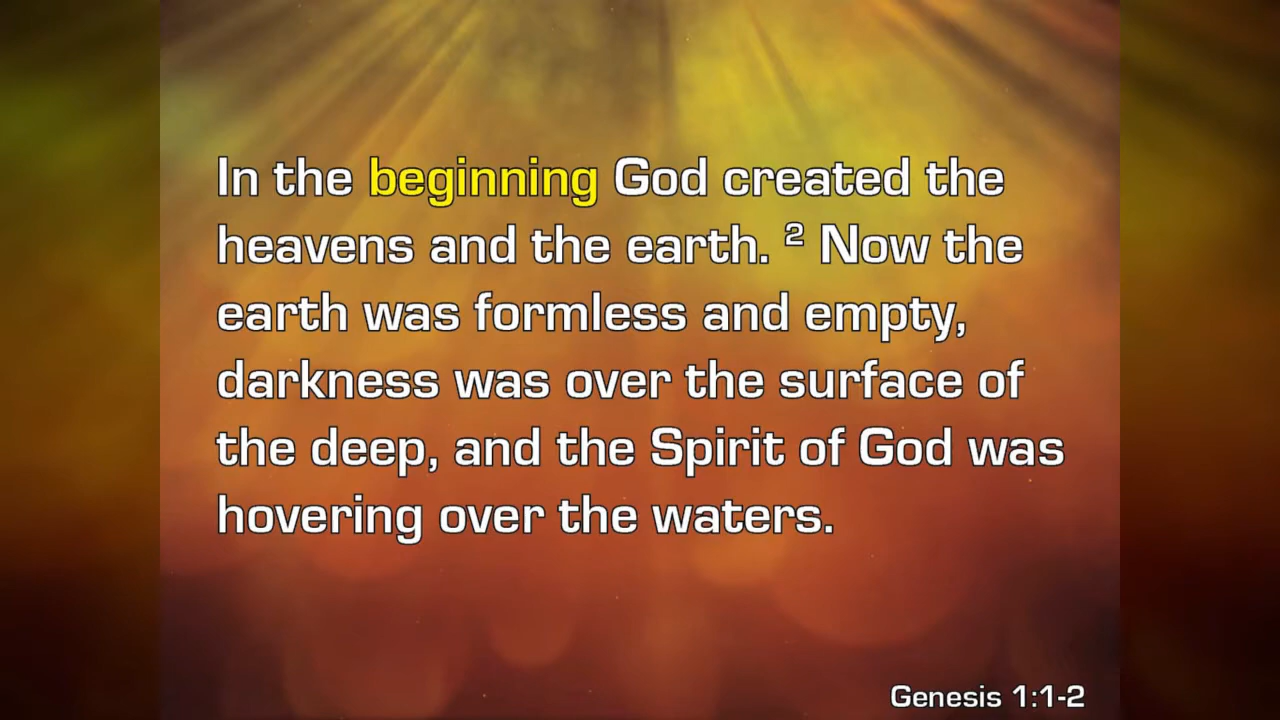 In the beginning God created the
heavens and the earth. ² Now the
earth was formless and empty,
darkness was over the surface of
the deep, and the Spirit of God was
hovering over the waters.
Genesis 1:1-2